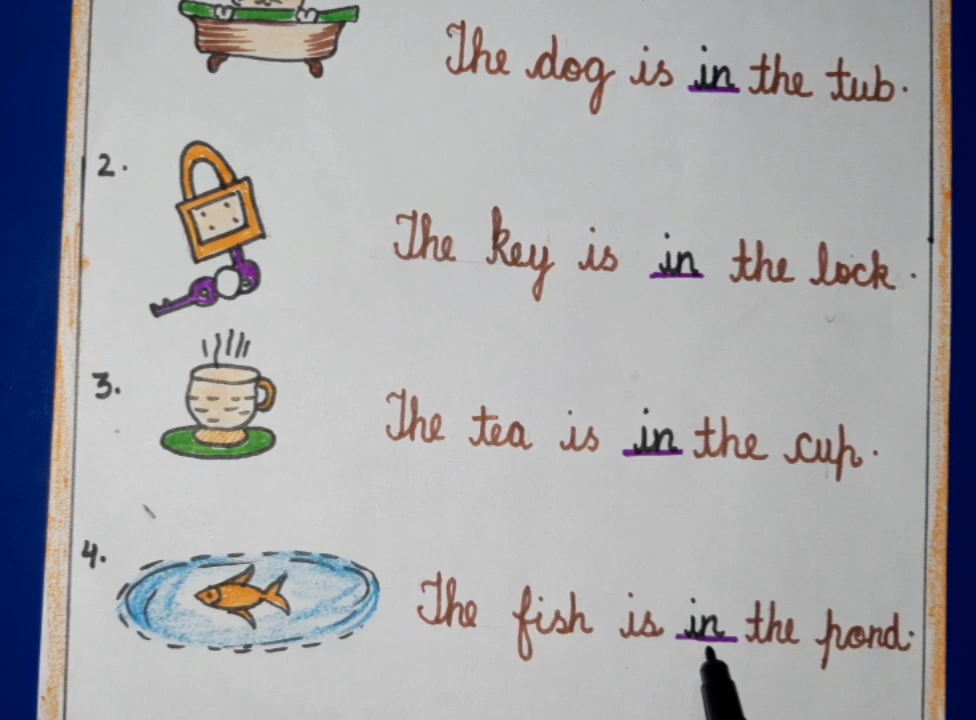 The dog is in the tub.
2.
The key is in the lock.
3.
The tea is in the cup.
4.
The fish is in the pond.